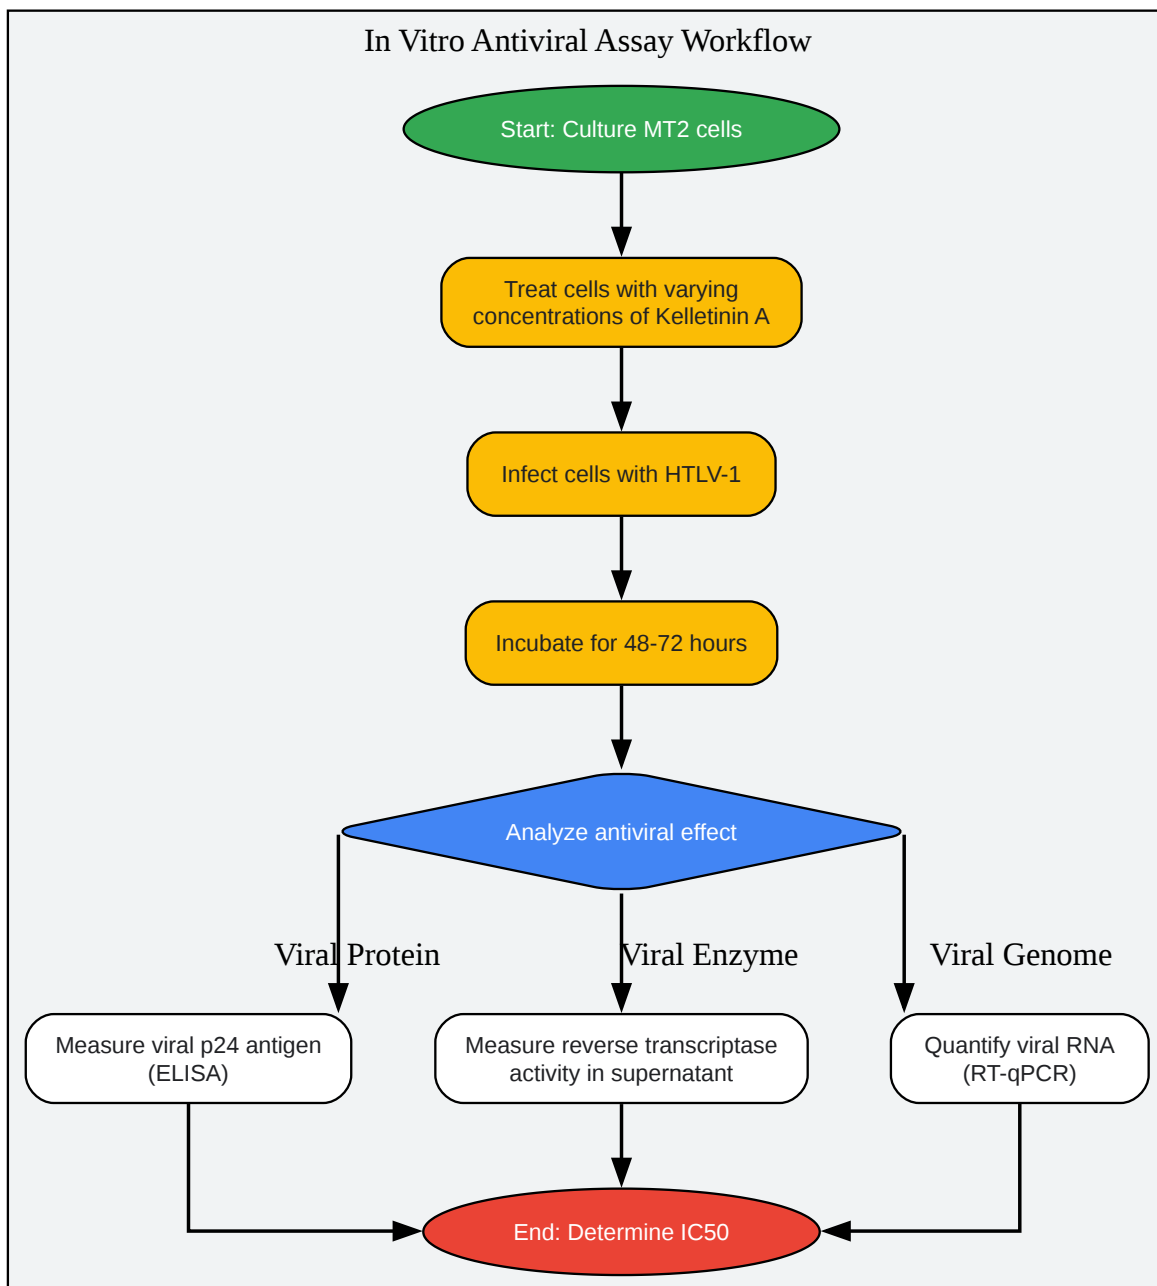 In Vitro Antiviral Assay Workflow
Start: Culture MT2 cells
Treat cells with varying
concentrations of Kelletinin A
Infect cells with HTLV-1
Incubate for 48-72 hours
Analyze antiviral effect
Viral Protein
Viral Enzyme
Viral Genome
Measure viral p24 antigen
(ELISA)
Measure reverse transcriptase
activity in supernatant
Quantify viral RNA
(RT-qPCR)
End: Determine IC50